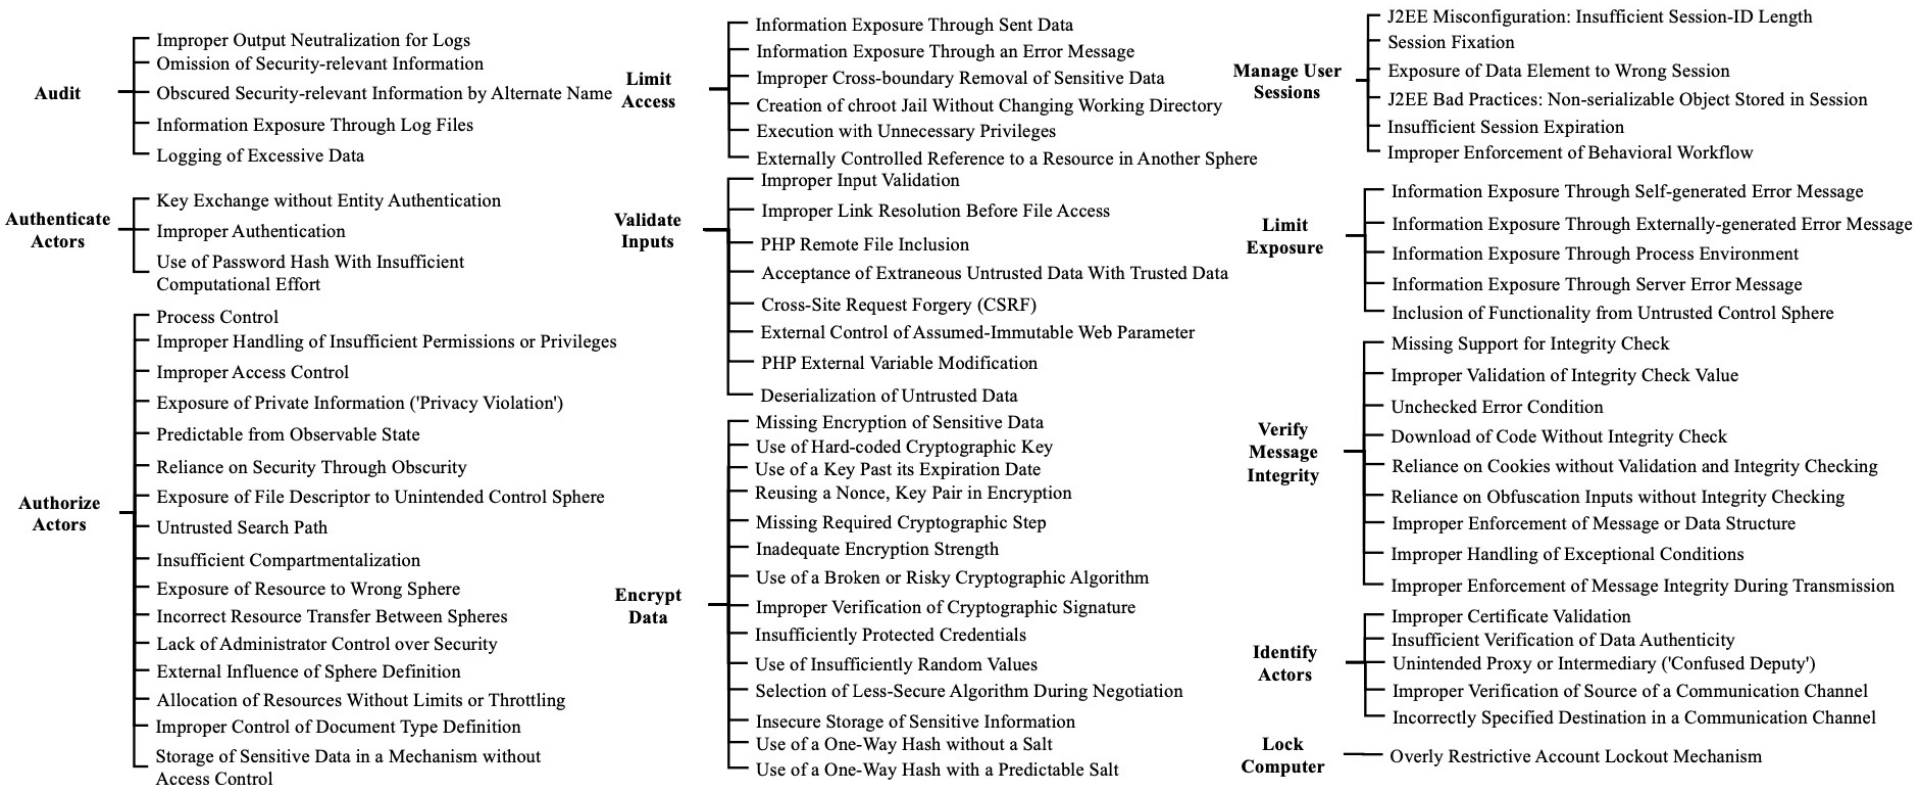 Audit
Improper Output Neutralization for Logs
Omission of Security-relevant Information
Obscured Security-relevant Information by Alternate Name
Information Exposure Through Log Files
Logging of Excessive Data
Authenticate
Actors
Key Exchange without Entity Authentication
Improper Authentication
Use of Password Hash With Insufficient
Computational Effort
Authorize
Actors
Process Control
Improper Handling of Insufficient Permissions or Privileges
Improper Access Control
Exposure of Private Information ('Privacy Violation')
Predictable from Observable State
Reliance on Security Through Obscurity
Exposure of File Descriptor to Unintended Control Sphere
Untrusted Search Path
Insufficient Compartmentalization
Exposure of Resource to Wrong Sphere
Incorrect Resource Transfer Between Spheres
Lack of Administrator Control over Security
External Influence of Sphere Definition
Allocation of Resources Without Limits or Throttling
Improper Control of Document Type Definition
Storage of Sensitive Data in a Mechanism without
Access Control
Limit
Access
Information Exposure Through Sent Data
Information Exposure Through an Error Message
Improper Cross-boundary Removal of Sensitive Data
Creation of chroot Jail Without Changing Working Directory
Execution with Unnecessary Privileges
Externally Controlled Reference to a Resource in Another Sphere
Validate
Inputs
Improper Input Validation
Improper Link Resolution Before File Access
PHP Remote File Inclusion
Acceptance of Extraneous Untrusted Data With Trusted Data
Cross-Site Request Forgery (CSRF)
External Control of Assumed-Immutable Web Parameter
PHP External Variable Modification
Deserialization of Untrusted Data
Encrypt
Data
Missing Encryption of Sensitive Data
Use of Hard-coded Cryptographic Key
Use of a Key Past its Expiration Date
Reusing a Nonce, Key Pair in Encryption
Missing Required Cryptographic Step
Inadequate Encryption Strength
Use of a Broken or Risky Cryptographic Algorithm
Improper Verification of Cryptographic Signature
Insufficiently Protected Credentials
Use of Insufficiently Random Values
Selection of Less-Secure Algorithm During Negotiation
Insecure Storage of Sensitive Information
Use of a One-Way Hash without a Salt
Use of a One-Way Hash with a Predictable Salt
Manage User
Sessions
J2EE Misconfiguration: Insufficient Session-ID Length
Session Fixation
Exposure of Data Element to Wrong Session
J2EE Bad Practices: Non-serializable Object Stored in Session
Insufficient Session Expiration
Improper Enforcement of Behavioral Workflow
Limit
Exposure
Information Exposure Through Self-generated Error Message
Information Exposure Through Externally-generated Error Message
Information Exposure Through Process Environment
Information Exposure Through Server Error Message
Inclusion of Functionality from Untrusted Control Sphere
Verify
Message
Integrity
Missing Support for Integrity Check
Improper Validation of Integrity Check Value
Unchecked Error Condition
Download of Code Without Integrity Check
Reliance on Cookies without Validation and Integrity Checking
Reliance on Obfuscation Inputs without Integrity Checking
Improper Enforcement of Message or Data Structure
Improper Handling of Exceptional Conditions
Improper Enforcement of Message Integrity During Transmission
Identify
Actors
Improper Certificate Validation
Insufficient Verification of Data Authenticity
Unintended Proxy or Intermediary ('Confused Deputy')
Improper Verification of Source of a Communication Channel
Incorrectly Specified Destination in a Communication Channel
Lock
Computer
Overly Restrictive Account Lockout Mechanism